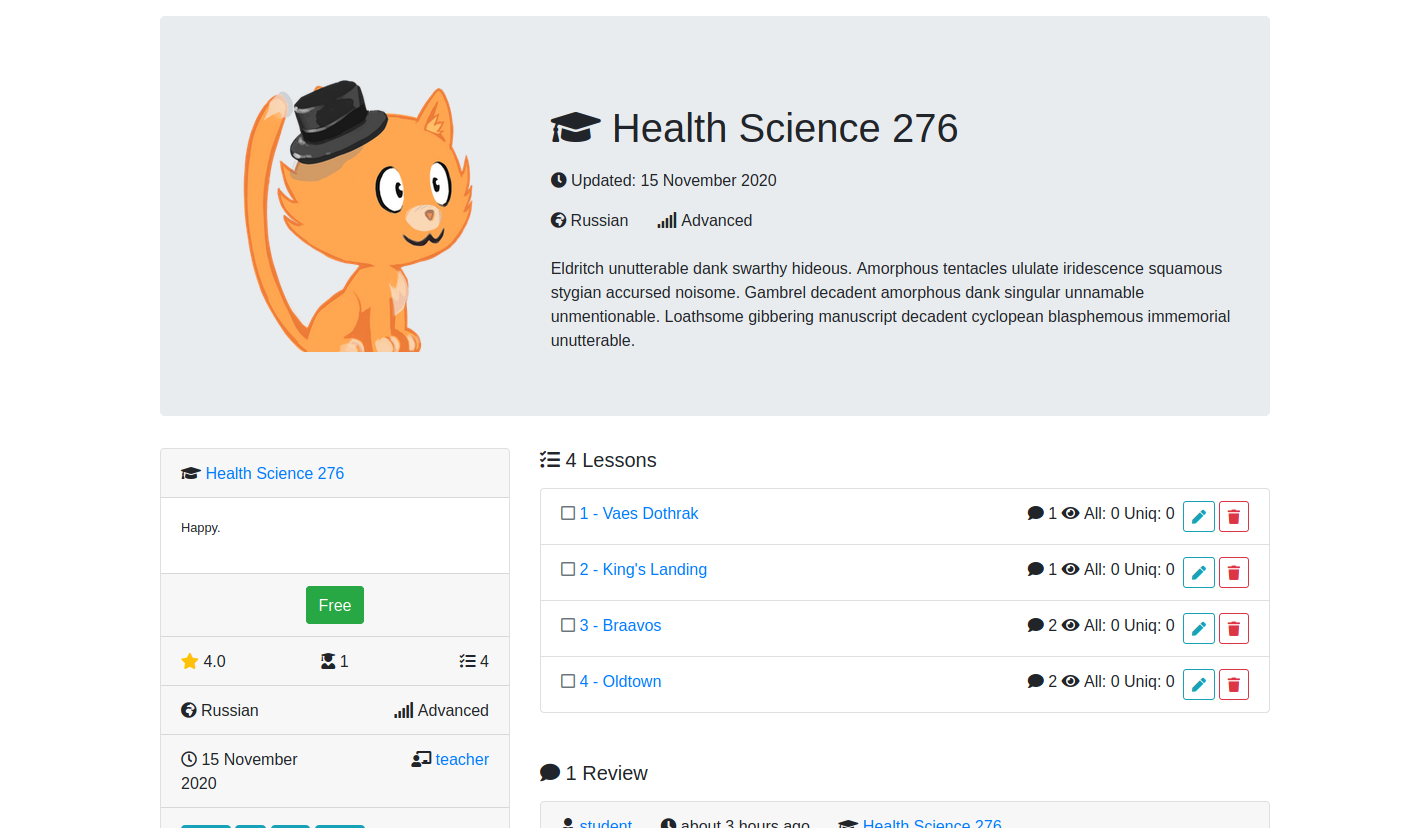 Health Science 276
Updated: 15 November 2020
Russian Advanced
Eldritch unutterable dank swarthy hideous. Amorphous tentacles ululate iridescence squamous
stygian accursed noisome. Gambrel decadent amorphous dank singular unnamable
unmentionable. Loathsome gibbering manuscript decadent cyclopean blasphemous immemorial
unutterable.
Health Science 276
Happy.
Free
4.0 1 4
Russian Advanced
15 November 2020 teacher
4 Lessons
1 - Vaes Dothrak 1 All: 0 Uniq: 0
2 - King's Landing 1 All: 0 Uniq: 0
3 - Braavos 2 All: 0 Uniq: 0
4 - Oldtown 2 All: 0 Uniq: 0
1 Review
student about 3 hours ago Health Science 276